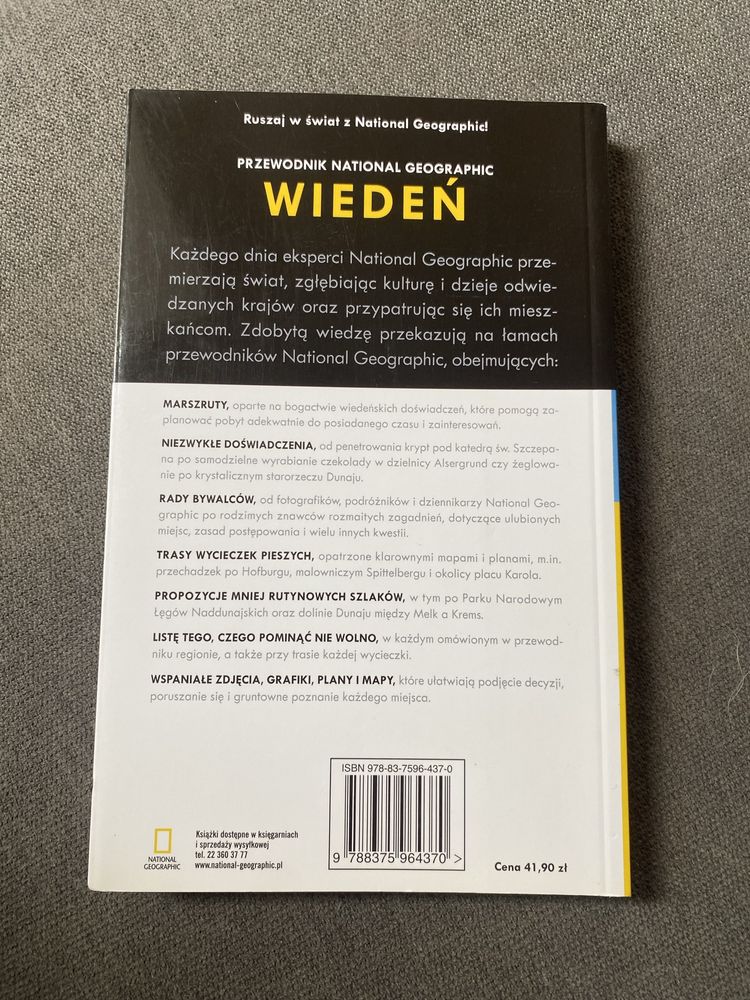 Ruszaj w świat z National Geographic!
PRZEWODNIK NATIONAL GEOGRAPHIC
WIEDEŃ
Każdego dnia eksperci National Geographic prze-
mierzają świat, zgłębiając kulturę i dzieje odwie-
dzanych krajów oraz przypatrując się ich miesz-
kańcom. Zdobytą wiedzę przekazują na łamach
przewodników National Geographic, obejmujących:
MARSZRUTY, oparte na bogactwie wiedeńskich doświadczeń, które pomogą za-
planować pobyt adekwatnie do posiadanego czasu i zainteresowań.
NIEZWYKŁE DOŚWIADCZENIA, od penetrowania krypt pod katedrą św. Szczepa-
na po samodzielne wyrabianie czekolady w dzielnicy Alsergrund czy żeglowa-
nie po krystalicznym starorzeczu Dunaju.
RADY BYWALCÓW, od fotografików, podróżników i dziennikarzy National Geo-
graphic po rodzimych znawców rozmaitych zagadnień, dotyczące ulubionych
miejsc, zasad postępowania i wielu innych kwestii.
TRASY WYCIECZEK PIESZYCH, opatrzone klarownymi mapami i planami, m.in.
przechadzek po Hofburgu, malowniczym Spittelbergu i okolicy placu Karola.
PROPOZYCJE MNIEJ RUTYNOWYCH SZLAKÓW, w tym po Parku Narodowym
Łęgów Naddunajskich oraz dolinie Dunaju między Melk a Krems.
LISTĘ TEGO, CZEGO POMINĄĆ NIE WOLNO, w każdym omówionym w przewod-
niku regionie, a także przy trasie każdej wycieczki.
WSPANIAŁE ZDJĘCIA, GRAFIKI, PLANY I MAPY, które ułatwiają podjęcie decyzji,
poruszanie się i gruntowne poznanie każdego miejsca.
ISBN 978-83-7596-437-0
9 788375 964370 >
NATIONAL
GEOGRAPHIC
Książki dostępne w księgarniach
i sprzedaży wysyłkowej
tel. 22 360 37 77
www.national-geographic.pl
Cena 41,90 zł